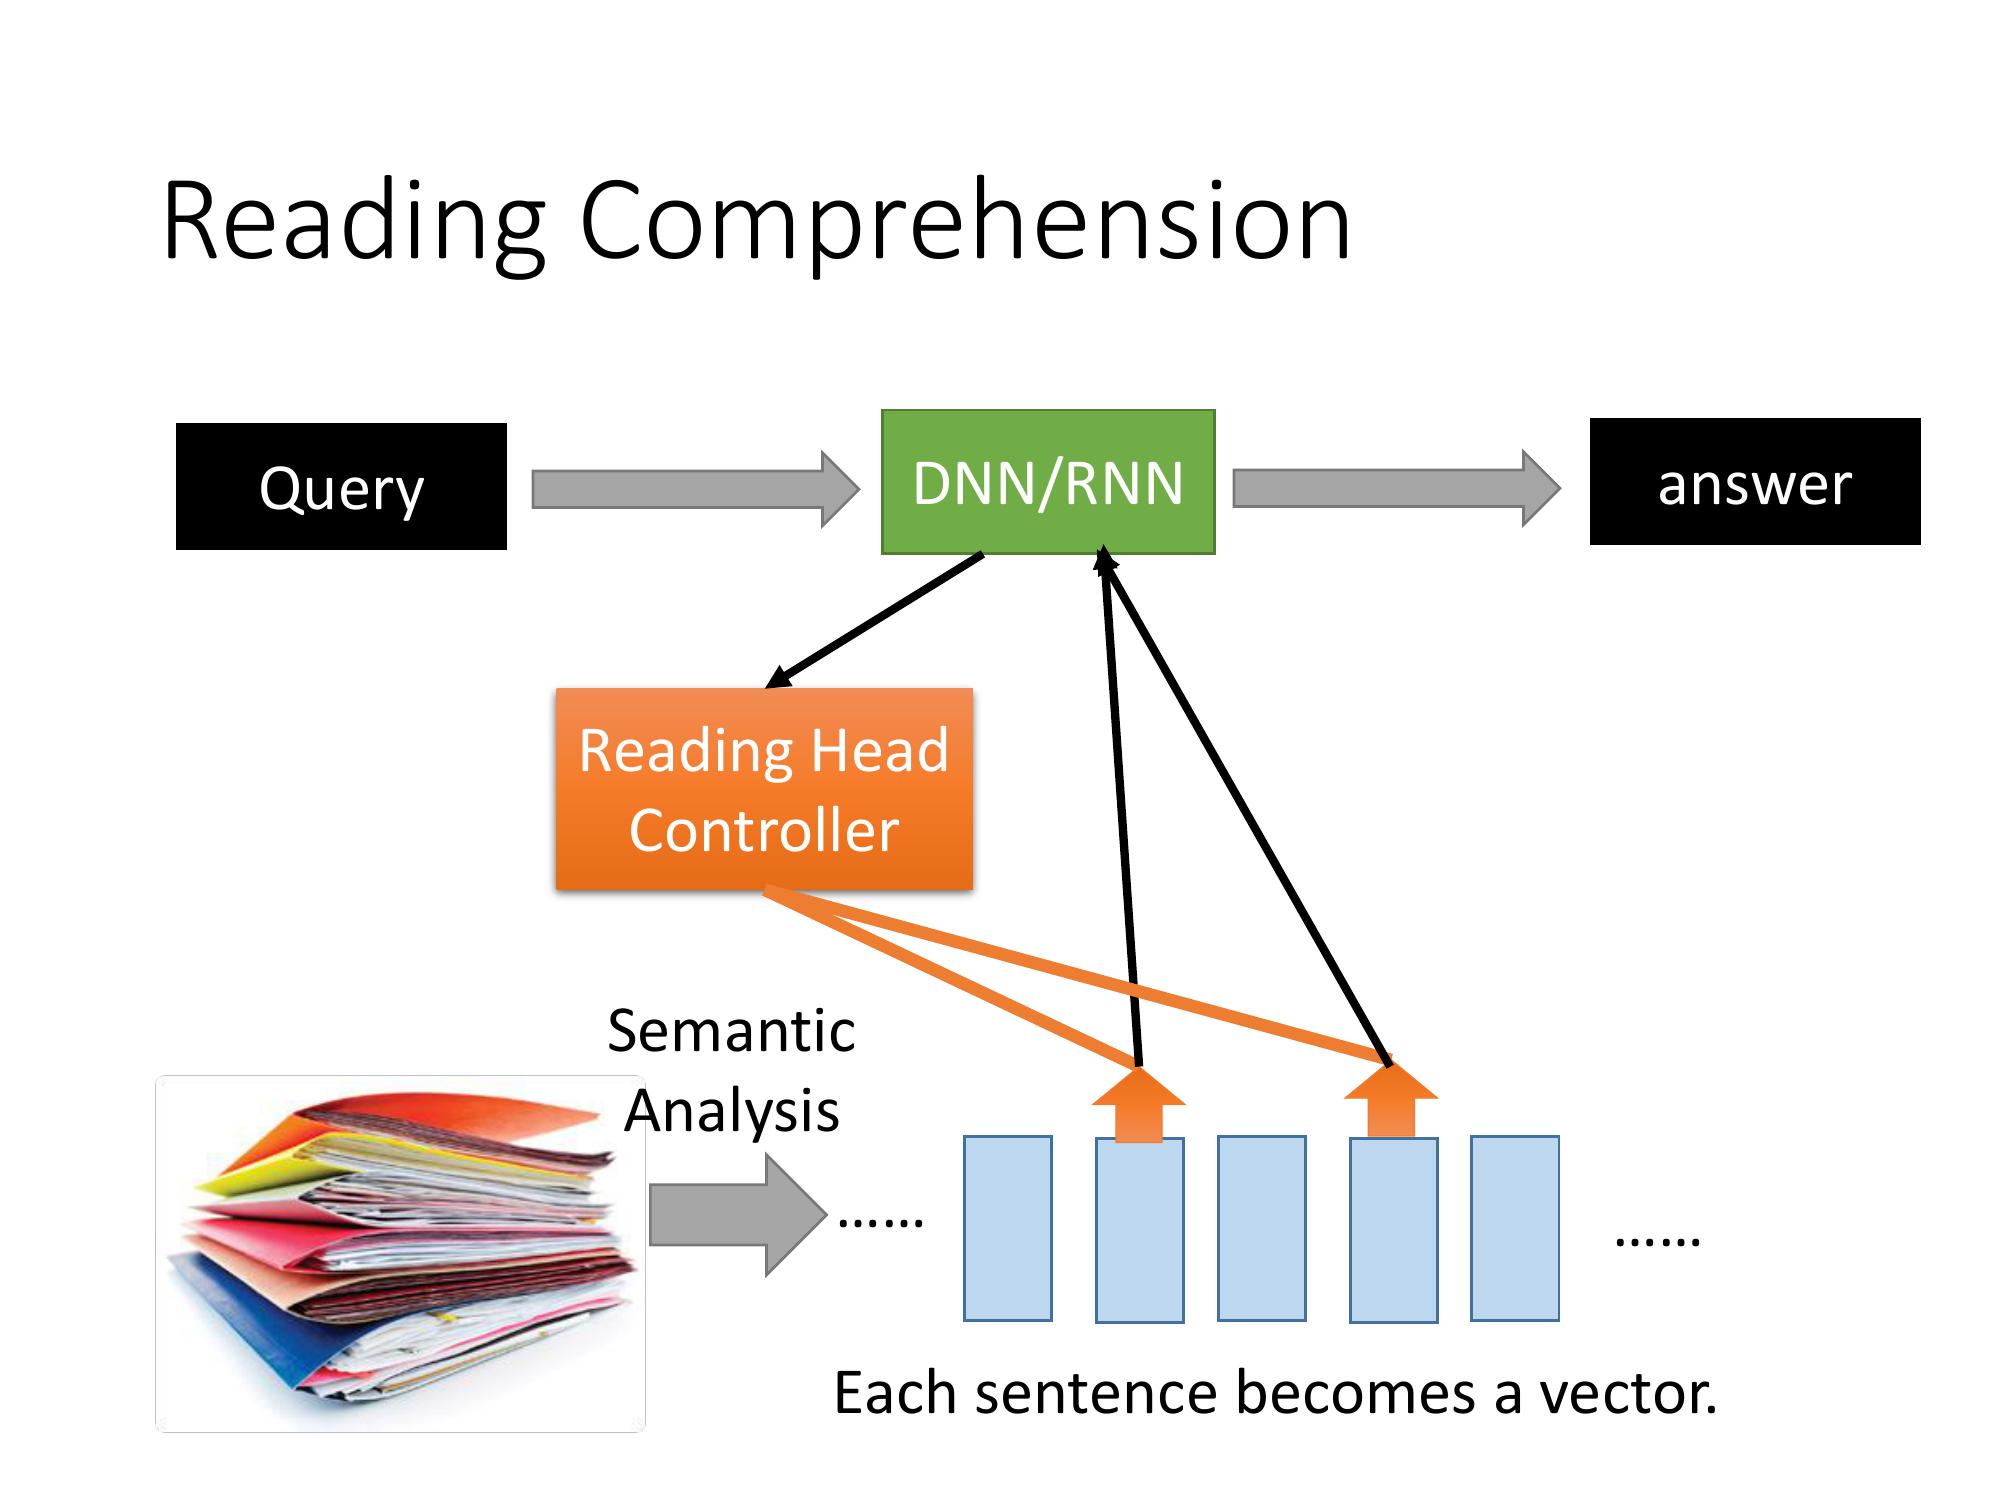 Reading Comprehension
Query
DNN/RNN
answer
Reading Head
Controller
Semantic
Analysis
......
......
Each sentence becomes a vector.